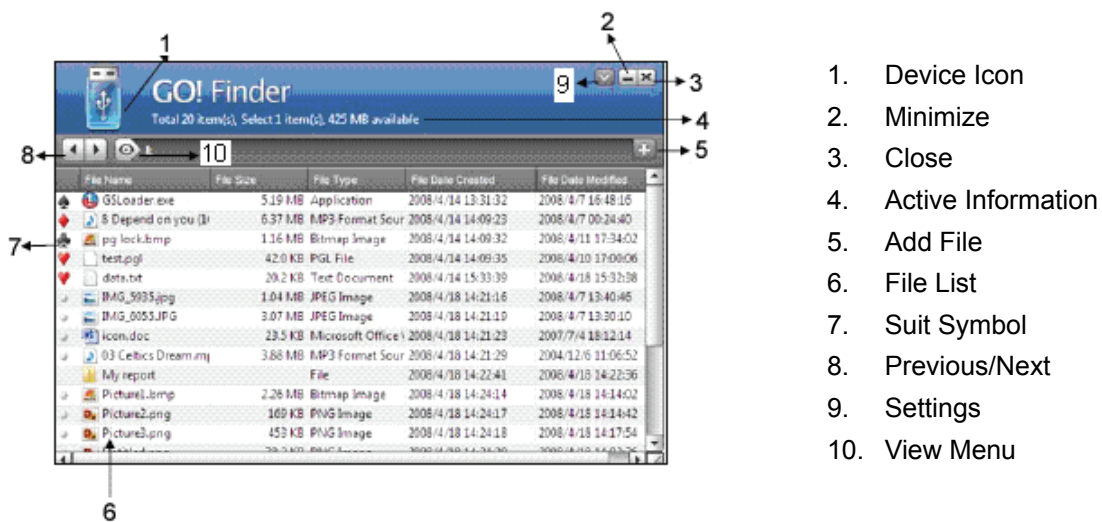 1
2
9
3
GO! Finder
Total 20 item(s), Select 1 item(s), 425 MB available
4
8
10
5
File Name File Size File Type File Date Created File Date Modified
GSLoader.exe 5.19 MB Application 2008/4/14 13:31:32 2008/4/7 16:48:16
8 Depend on you (1 6.37 MB MP3 Format Sour 2008/4/14 14:09:23 2008/4/7 00:24:40
7
pg lock.bmp 1.16 MB Bitmap Image 2008/4/14 14:09:32 2008/4/11 17:34:02
test.pgl 42.0 KB PGL File 2008/4/14 14:09:35 2008/4/10 17:00:06
data.txt 20.2 KB Text Document 2008/4/14 15:33:39 2008/4/18 15:32:38
IMG_5935.jpg 1.04 MB JPEG Image 2008/4/18 14:21:16 2008/4/7 13:40:46
IMG_0055.JPG 3.07 MB JPEG Image 2008/4/18 14:21:19 2008/4/7 13:30:10
icon.doc 23.5 KB Microsoft Office 2008/4/18 14:21:23 2007/7/4 18:12:14
03 Celtics Dream.mp 3.88 MB MP3 Format Sour 2008/4/18 14:21:29 2004/12/6 11:06:52
My report File 2008/4/18 14:22:41 2008/4/18 14:22:36
Picture1.bmp 2.26 MB Bitmap Image 2008/4/18 14:24:14 2008/4/18 14:14:02
Picture2.png 169 KB PNG Image 2008/4/18 14:24:17 2008/4/18 14:14:42
Picture3.png 453 KB PNG Image 2008/4/18 14:24:18 2008/4/18 14:17:54
6
1. Device Icon
2. Minimize
3. Close
4. Active Information
5. Add File
6. File List
7. Suit Symbol
8. Previous/Next
9. Settings
10. View Menu